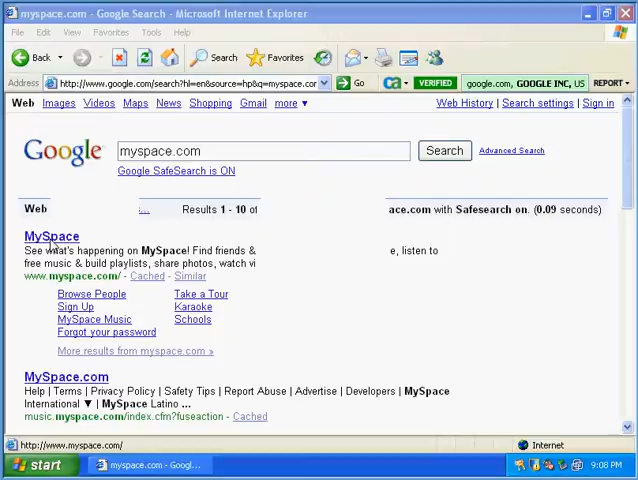 myspace.com - Google Search - Microsoft Internet Explorer
File Edit View Favorites Tools Help
Back Search Favorites
Address http://www.google.com/search?hl=en&source=hp&q=myspace.cor Go ca VERIFIED google.com, GOOGLE INC, US REPORT
Web Images Videos Maps News Shopping Gmail more ▼ Web History | Search settings | Sign in
Google myspace.com Search Advanced Search
Google SafeSearch is ON
Web ... Results 1 - 10 of ace.com with Safesearch on. (0.09 seconds)
MySpace
See what's happening on MySpace! Find friends & e, listen to
free music & build playlists, share photos, watch vi
www.myspace.com/ - Cached - Similar
Browse People Take a Tour
Sign Up Karaoke
MySpace Music Schools
Forgot your password
More results from myspace.com »
MySpace.com
Help | Terms | Privacy Policy | Safety Tips | Report Abuse | Advertise | Developers | MySpace
International ▼ | MySpace Latino ...
music.myspace.com/index.cfm?fuseaction - Cached
http://www.myspace.com/ Internet
start myspace.com - Googl... 9:08 PM